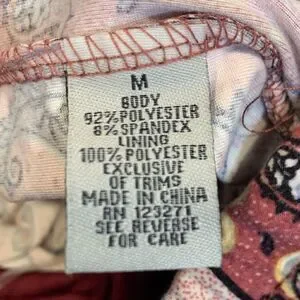 M
BODY
92% POLYESTER
8% SPANDEX
LINING
100% POLYESTER
EXCLUSIVE
OF TRIMS
MADE IN CHINA
RN 123271
SEE REVERSE
FOR CARE